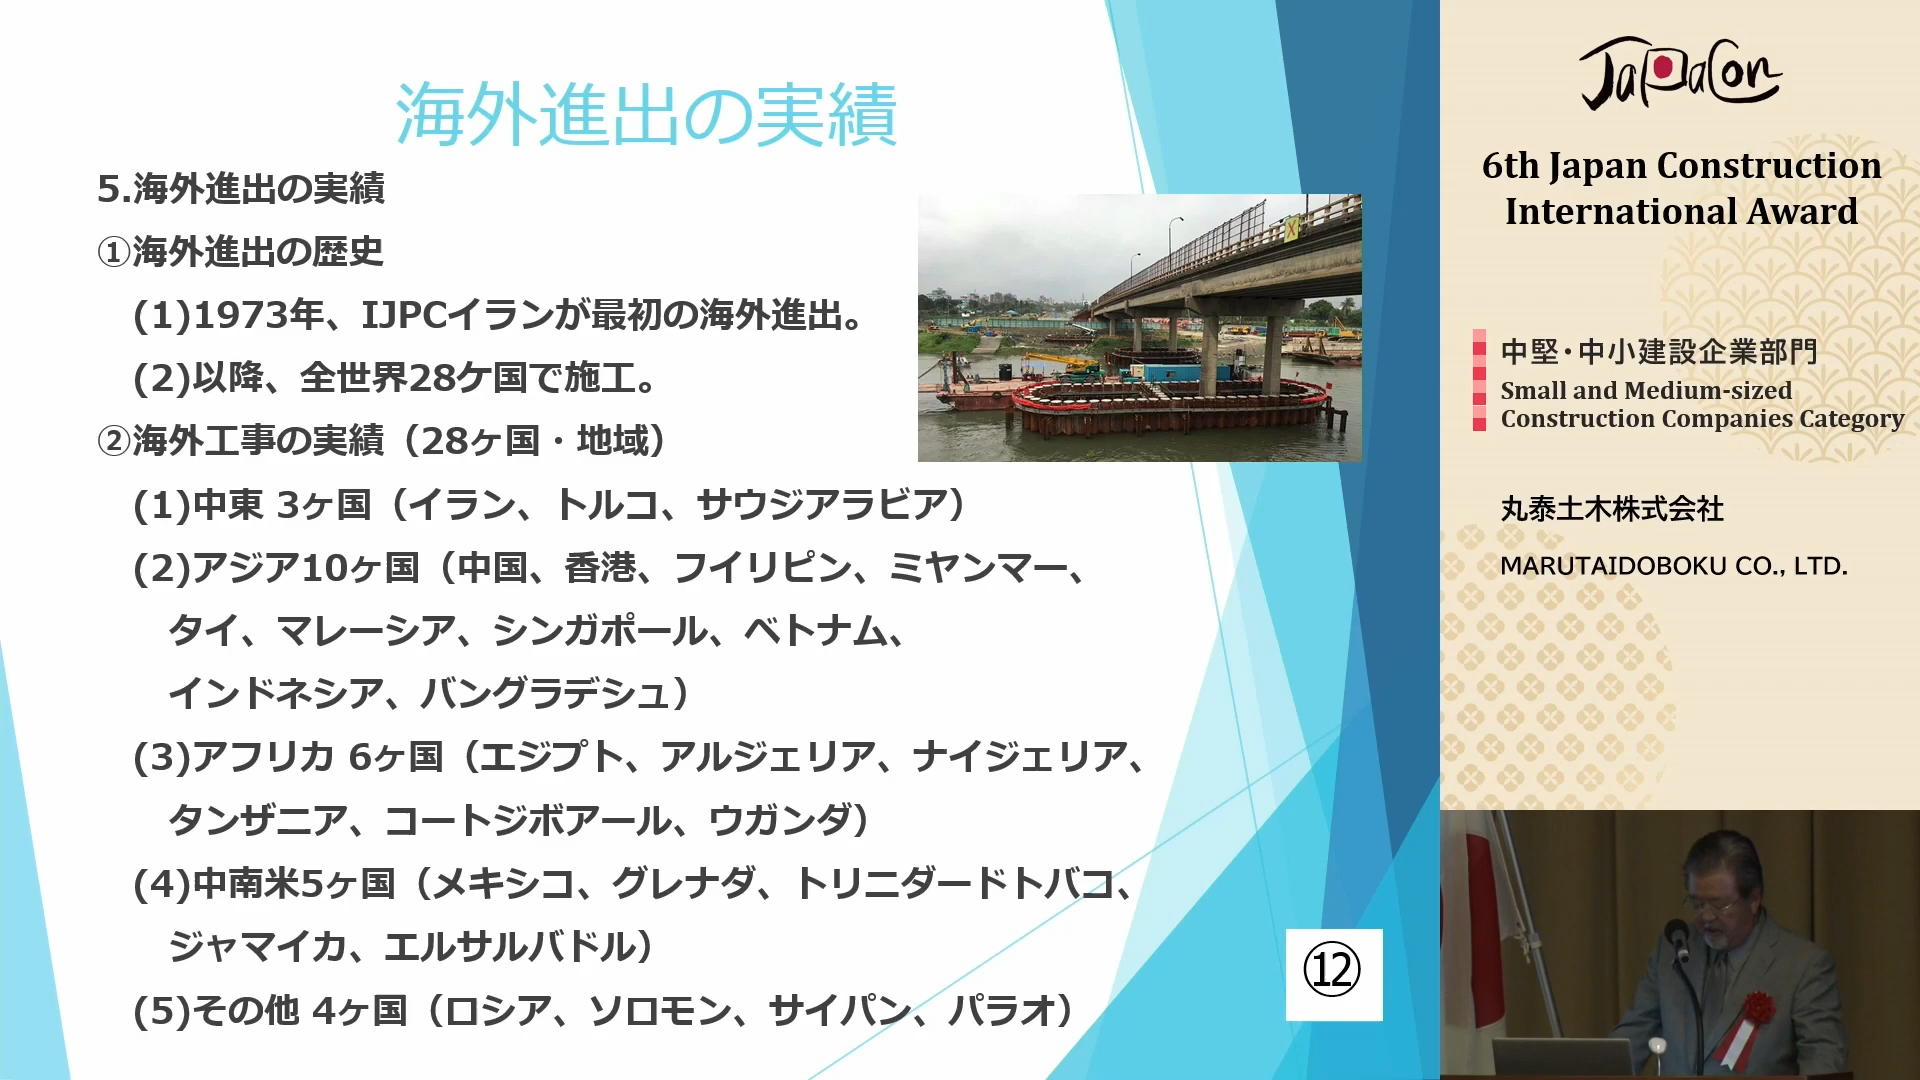 海外進出の実績
5.海外進出の実績
①海外進出の歴史
(1)1973年、IJPCイランが最初の海外進出。
(2)以降、全世界28ケ国で施工。
②海外工事の実績（28ヶ国・地域）
(1)中東 3ヶ国（イラン、トルコ、サウジアラビア）
(2)アジア10ヶ国（中国、香港、フイリピン、ミヤンマー、
タイ、マレーシア、シンガポール、ベトナム、
インドネシア、バングラデシュ）
(3)アフリカ 6ヶ国（エジプト、アルジェリア、ナイジェリア、
タンザニア、コートジボアール、ウガンダ）
(4)中南米5ヶ国（メキシコ、グレナダ、トリニダードトバコ、
ジャマイカ、エルサルバドル）
(5)その他 4ヶ国（ロシア、ソロモン、サイパン、パラオ）
⑫
JaPaCon
6th Japan Construction
International Award
中堅・中小建設企業部門
Small and Medium-sized
Construction Companies Category
丸泰土木株式会社
MARUTAIDOBOKU CO., LTD.